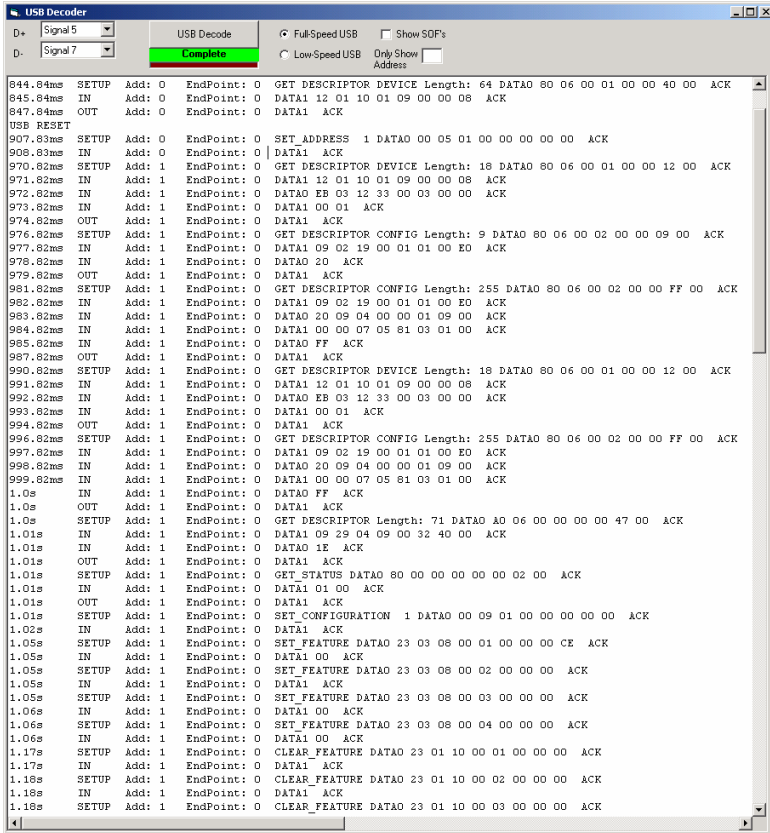 USB Decoder
D+ Signal 5 USB Decode Full-Speed USB Show SOF's
D- Signal 7 Complete Low-Speed USB Only Show Address
844.84ms SETUP Add: 0 EndPoint: 0 GET DESCRIPTOR DEVICE Length: 64 DATA0 80 06 00 01 00 00 40 00 ACK
845.84ms IN Add: 0 EndPoint: 0 DATA1 12 01 10 01 09 00 00 08 ACK
847.84ms OUT Add: 0 EndPoint: 0 DATA1 ACK
USB RESET
907.83ms SETUP Add: 0 EndPoint: 0 SET_ADDRESS 1 DATA0 00 05 01 00 00 00 00 00 ACK
908.83ms IN Add: 0 EndPoint: 0 DATA1 ACK
970.82ms SETUP Add: 1 EndPoint: 0 GET DESCRIPTOR DEVICE Length: 18 DATA0 80 06 00 01 00 00 12 00 ACK
971.82ms IN Add: 1 EndPoint: 0 DATA1 12 01 10 01 09 00 00 08 ACK
972.82ms IN Add: 1 EndPoint: 0 DATA0 EB 03 12 33 00 03 00 00 ACK
973.82ms IN Add: 1 EndPoint: 0 DATA1 00 01 ACK
974.82ms OUT Add: 1 EndPoint: 0 DATA1 ACK
976.82ms SETUP Add: 1 EndPoint: 0 GET DESCRIPTOR CONFIG Length: 9 DATA0 80 06 00 02 00 00 09 00 ACK
977.82ms IN Add: 1 EndPoint: 0 DATA1 09 02 19 00 01 01 00 E0 ACK
978.82ms IN Add: 1 EndPoint: 0 DATA0 20 ACK
979.82ms OUT Add: 1 EndPoint: 0 DATA1 ACK
981.82ms SETUP Add: 1 EndPoint: 0 GET DESCRIPTOR CONFIG Length: 255 DATA0 80 06 00 02 00 00 FF 00 ACK
982.82ms IN Add: 1 EndPoint: 0 DATA1 09 02 19 00 01 01 00 E0 ACK
983.82ms IN Add: 1 EndPoint: 0 DATA0 20 09 04 00 00 01 09 00 ACK
984.82ms IN Add: 1 EndPoint: 0 DATA1 00 00 07 05 81 03 01 00 ACK
985.82ms IN Add: 1 EndPoint: 0 DATA0 FF ACK
987.82ms OUT Add: 1 EndPoint: 0 DATA1 ACK
990.82ms SETUP Add: 1 EndPoint: 0 GET DESCRIPTOR DEVICE Length: 18 DATA0 80 06 00 01 00 00 12 00 ACK
991.82ms IN Add: 1 EndPoint: 0 DATA1 12 01 10 01 09 00 00 08 ACK
992.82ms IN Add: 1 EndPoint: 0 DATA0 EB 03 12 33 00 03 00 00 ACK
993.82ms IN Add: 1 EndPoint: 0 DATA1 00 01 ACK
994.82ms OUT Add: 1 EndPoint: 0 DATA1 ACK
996.82ms SETUP Add: 1 EndPoint: 0 GET DESCRIPTOR CONFIG Length: 255 DATA0 80 06 00 02 00 00 FF 00 ACK
997.82ms IN Add: 1 EndPoint: 0 DATA1 09 02 19 00 01 01 00 E0 ACK
998.82ms IN Add: 1 EndPoint: 0 DATA0 20 09 04 00 00 01 09 00 ACK
999.82ms IN Add: 1 EndPoint: 0 DATA1 00 00 07 05 81 03 01 00 ACK
1.0s IN Add: 1 EndPoint: 0 DATA0 FF ACK
1.0s OUT Add: 1 EndPoint: 0 DATA1 ACK
1.0s SETUP Add: 1 EndPoint: 0 GET DESCRIPTOR Length: 71 DATA0 A0 06 00 00 00 00 47 00 ACK
1.01s IN Add: 1 EndPoint: 0 DATA1 09 29 04 09 00 32 40 00 ACK
1.01s IN Add: 1 EndPoint: 0 DATA0 1E ACK
1.01s OUT Add: 1 EndPoint: 0 DATA1 ACK
1.01s SETUP Add: 1 EndPoint: 0 GET_STATUS DATA0 80 00 00 00 00 00 02 00 ACK
1.01s IN Add: 1 EndPoint: 0 DATA1 01 00 ACK
1.01s OUT Add: 1 EndPoint: 0 DATA1 ACK
1.01s SETUP Add: 1 EndPoint: 0 SET_CONFIGURATION 1 DATA0 00 09 01 00 00 00 00 00 ACK
1.02s IN Add: 1 EndPoint: 0 DATA1 ACK
1.05s SETUP Add: 1 EndPoint: 0 SET_FEATURE DATA0 23 03 08 00 01 00 00 00 CE ACK
1.05s IN Add: 1 EndPoint: 0 DATA1 00 ACK
1.05s SETUP Add: 1 EndPoint: 0 SET_FEATURE DATA0 23 03 08 00 02 00 00 00 ACK
1.05s IN Add: 1 EndPoint: 0 DATA1 ACK
1.05s SETUP Add: 1 EndPoint: 0 SET_FEATURE DATA0 23 03 08 00 03 00 00 00 ACK
1.06s IN Add: 1 EndPoint: 0 DATA1 00 ACK
1.06s SETUP Add: 1 EndPoint: 0 SET_FEATURE DATA0 23 03 08 00 04 00 00 00 ACK
1.06s IN Add: 1 EndPoint: 0 DATA1 00 ACK
1.17s SETUP Add: 1 EndPoint: 0 CLEAR_FEATURE DATA0 23 01 10 00 01 00 00 00 ACK
1.17s IN Add: 1 EndPoint: 0 DATA1 ACK
1.18s SETUP Add: 1 EndPoint: 0 CLEAR_FEATURE DATA0 23 01 10 00 02 00 00 00 ACK
1.18s IN Add: 1 EndPoint: 0 DATA1 ACK
1.18s SETUP Add: 1 EndPoint: 0 CLEAR_FEATURE DATA0 23 01 10 00 03 00 00 00 ACK